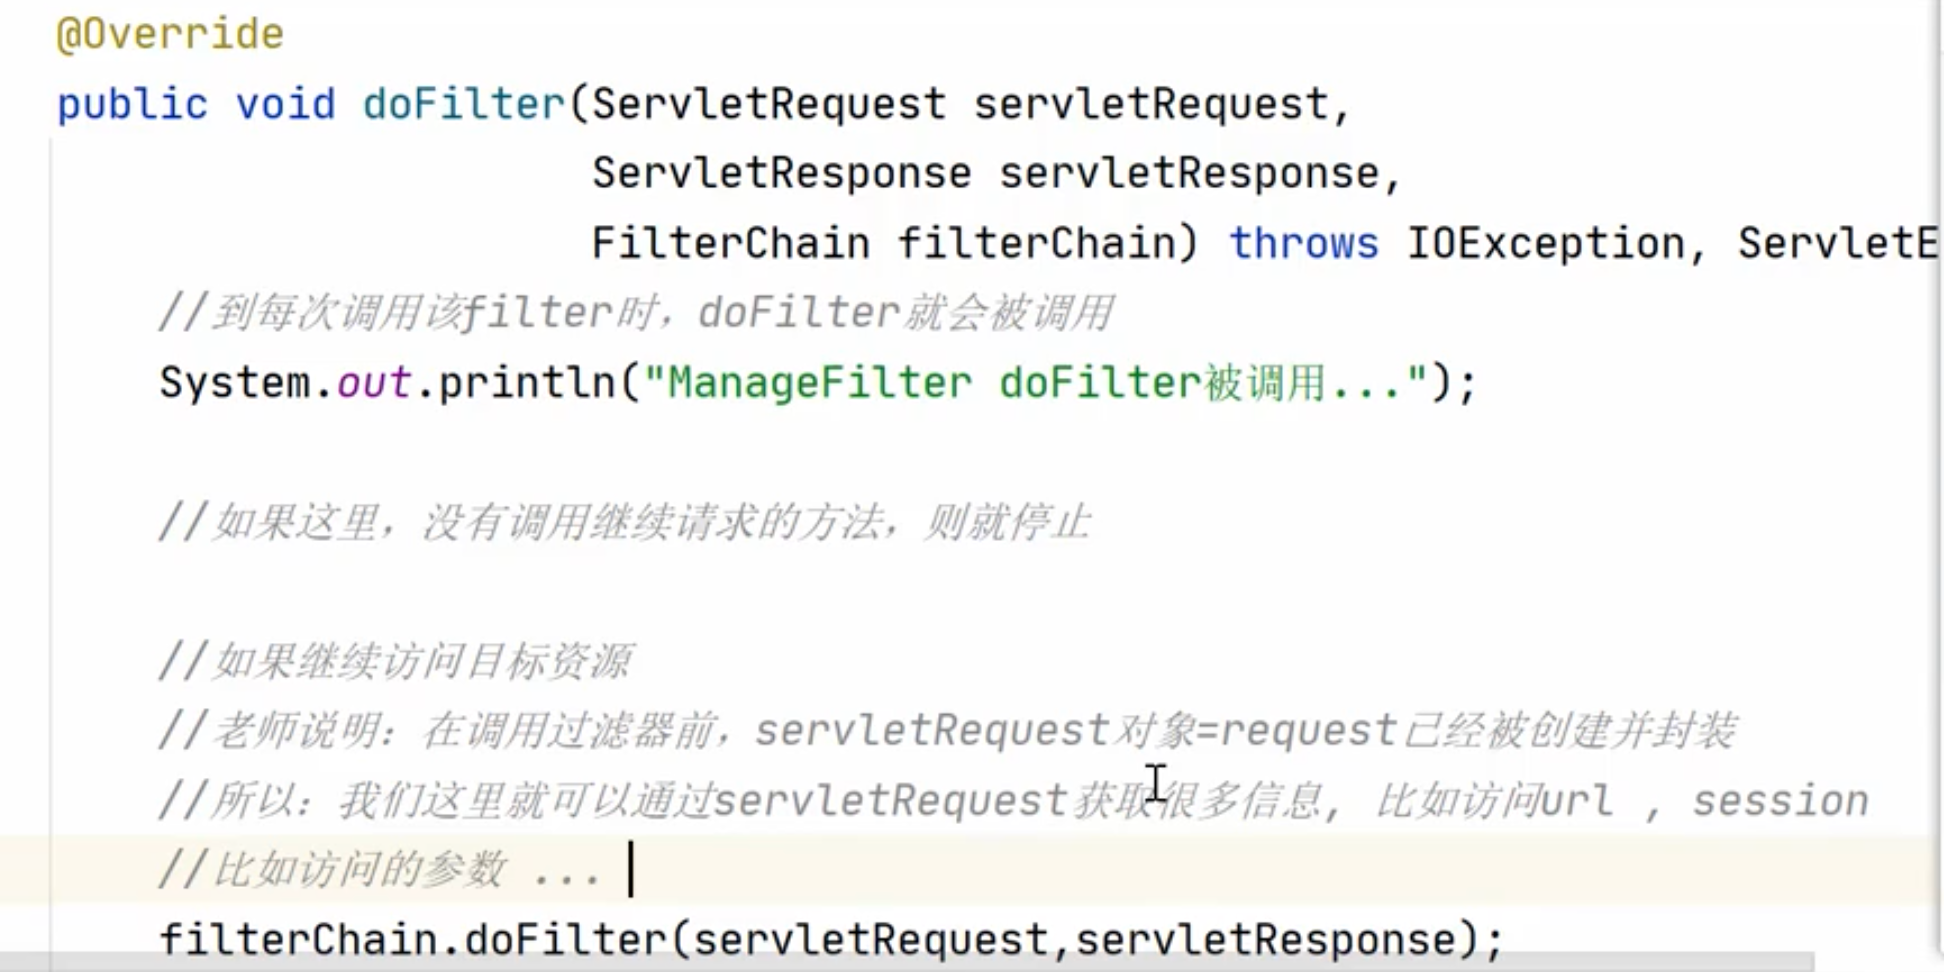 @Override
public void doFilter(ServletRequest servletRequest,
ServletResponse servletResponse,
FilterChain filterChain) throws IOException, ServletE
//到每次调用该filter时，doFilter就会被调用
System.out.println("ManageFilter doFilter被调用...");
//如果这里，没有调用继续请求的方法，则就停止
//如果继续访问目标资源
//老师说明：在调用过滤器前，servletRequest对象=request已经被创建并封装
//所以：我们这里就可以通过servletRequest获取很多信息, 比如访问url , session
//比如访问的参数 ...
filterChain.doFilter(servletRequest,servletResponse);